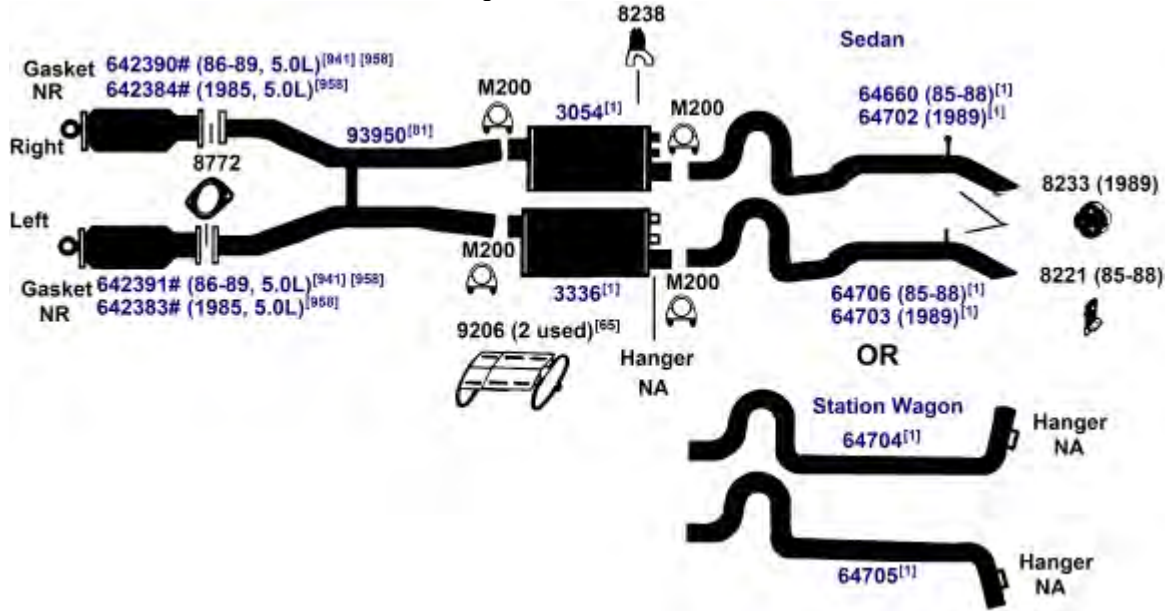 8238
Sedan
Gasket 642390# (86-89, 5.0L)[941] [958]
NR 642384# (1985, 5.0L)[958]
M200
3054[1]
M200
64660 (85-88)[1]
64702 (1989)[1]
93950[81]
Right
8772
8233 (1989)
Left
M200
Gasket 642391# (86-89, 5.0L)[941] [958]
NR 642383# (1985, 5.0L)[958]
3336[1]
M200
8221 (85-88)
64706 (85-88)[1]
64703 (1989)[1]
9206 (2 used)[65]
Hanger
NA
OR
Station Wagon
64704[1]
Hanger
NA
64705[1]
Hanger
NA